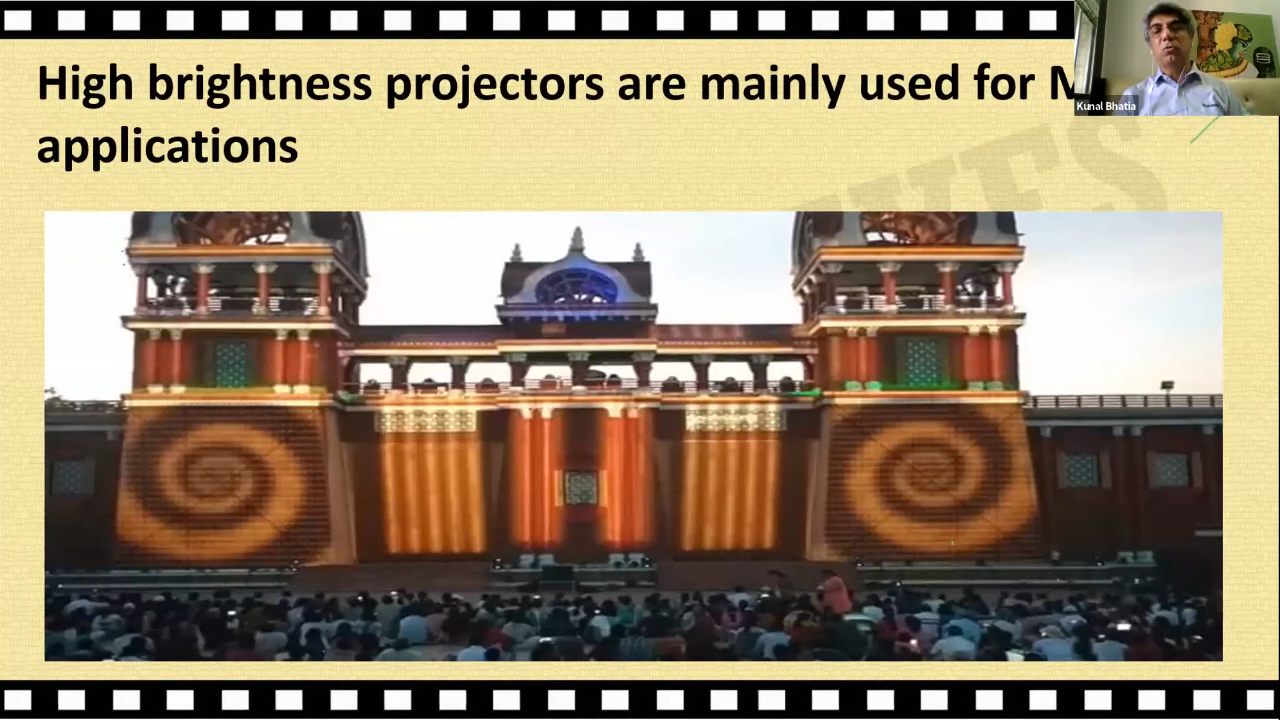 High brightness projectors are mainly used for
applications
Kunal Bhatia